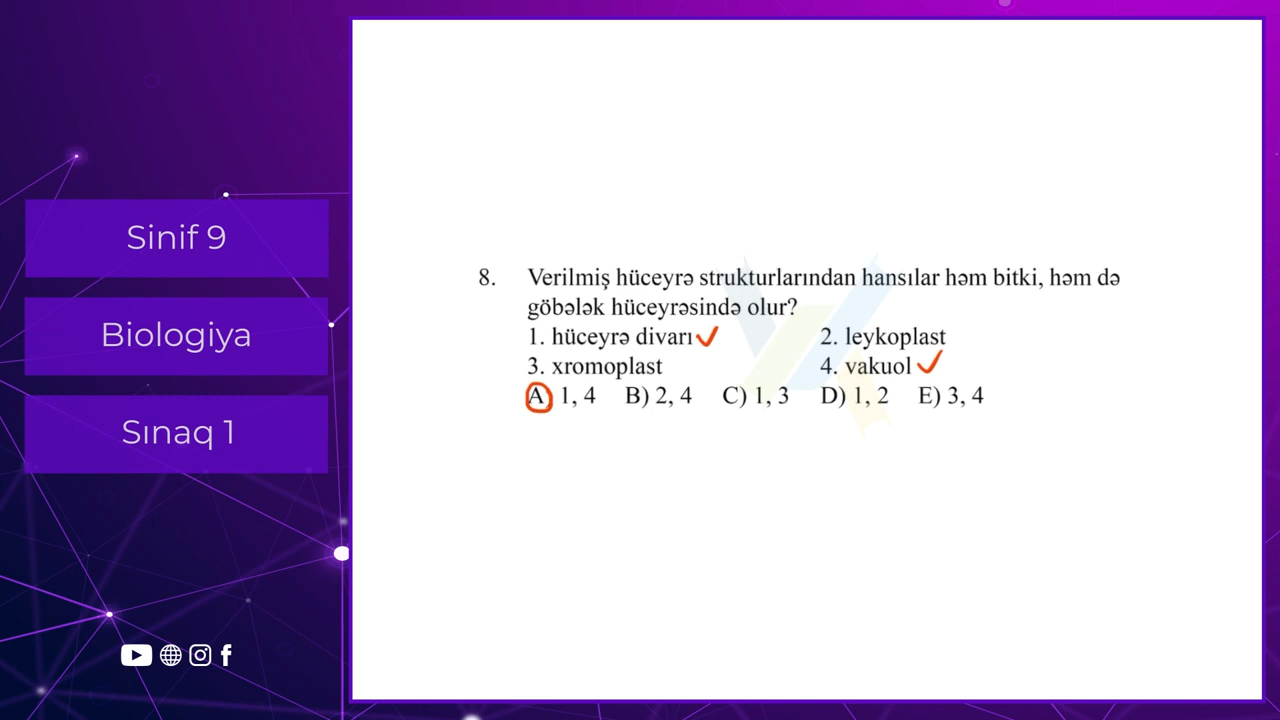 Sinif 9
Biologiya
Sınaq 1
8. Verilmiş hüceyrə strukturlarından hansılar həm bitki, həm də
göbələk hüceyrəsində olur?
1. hüceyrə divarı 2. leykoplast
3. xromoplast 4. vakuol
A) 1, 4 B) 2, 4 C) 1, 3 D) 1, 2 E) 3, 4